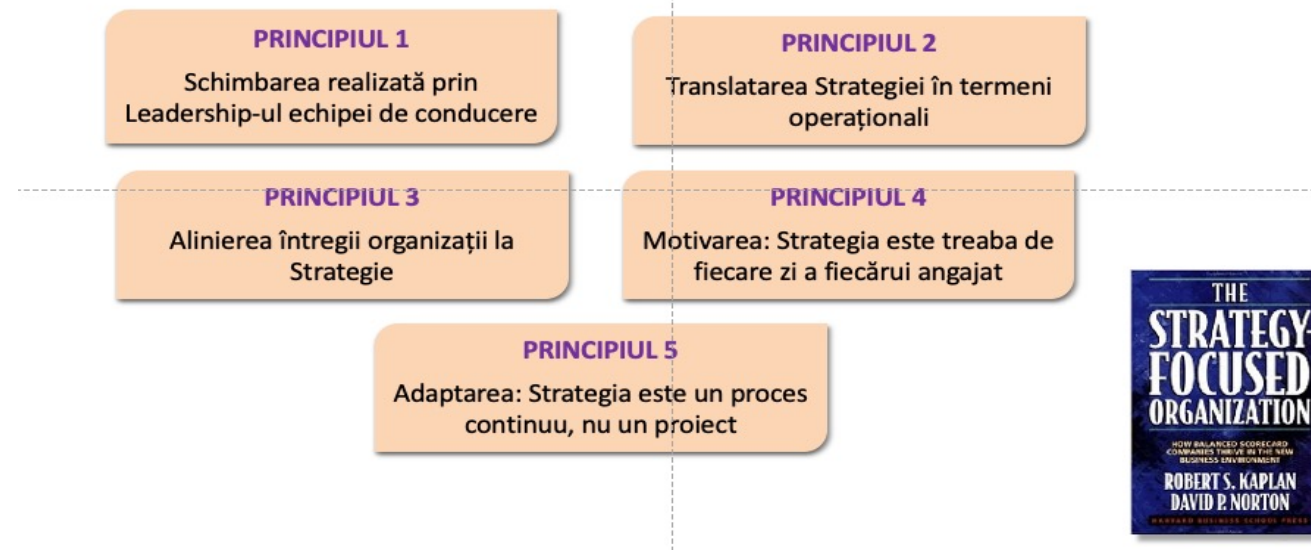 PRINCIPIUL 1
Schimbarea realizată prin
Leadership-ul echipei de conducere
PRINCIPIUL 2
Translatarea Strategiei în termeni
operaționali
PRINCIPIUL 3
Alinierea întregii organizații la
Strategie
PRINCIPIUL 4
Motivarea: Strategia este treaba de
fiecare zi a fiecărui angajat
PRINCIPIUL 5
Adaptarea: Strategia este un proces
continuu, nu un proiect
THE
STRATEGY-
FOCUSED
ORGANIZATION
HOW BALANCED SCORECARD
COMPANIES THRIVE IN THE NEW
BUSINESS ENVIRONMENT
ROBERT S. KAPLAN
DAVID P. NORTON
HARVARD BUSINESS SCHOOL PRESS